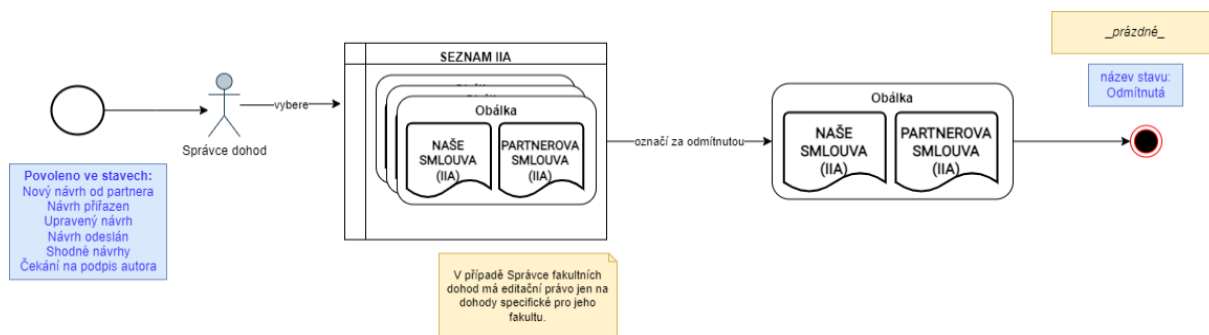 _prázdné_
název stavu:
Odmítnutá
SEZNAM IIA
Obálka
NAŠE
SMLOUVA
(IIA)
PARTNEROVA
SMLOUVA
(IIA)
vybere
Správce dohod
označí za odmítnutou
Obálka
NAŠE
SMLOUVA
(IIA)
PARTNEROVA
SMLOUVA
(IIA)
Povoleno ve stavech:
Nový návrh od partnera
Návrh přiřazen
Upravený návrh
Návrh odeslán
Shodné návrhy
Čekání na podpis autora
V případě Správce fakultních
dohod má editační právo jen na
dohody specifické pro jeho
fakultu.